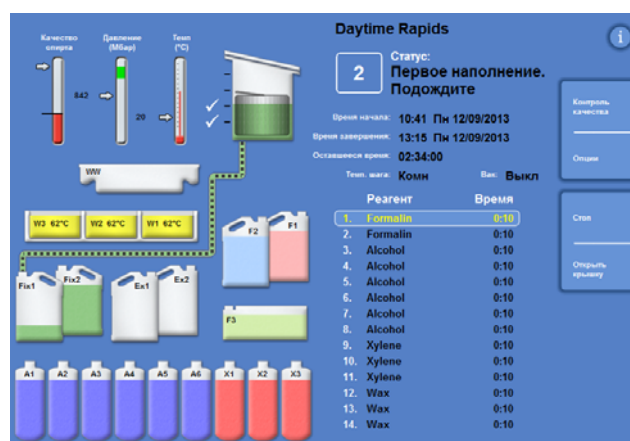 Daytime Rapids
i
Качество спирта
Давление (Мбар)
Темп (°C)
842
20
2
Статус:
Первое наполнение.
Подождите
Время начала: 10:41 Пн 12/09/2013
Время завершения: 13:15 Пн 12/09/2013
Оставшееся время: 02:34:00
Темп. шага: Комн Вак: Выкл
Контроль качества
Опции
Стоп
Открыть крышку
WW
W3 62°C W2 62°C W1 62°C
F2 F1
Fix1 Fix2 Ex1 Ex2
F3
A1 A2 A3 A4 A5 A6 X1 X2 X3
Реагент Время
1. Formalin 0:10
2. Formalin 0:10
3. Alcohol 0:10
4. Alcohol 0:10
5. Alcohol 0:10
6. Alcohol 0:10
7. Alcohol 0:10
8. Alcohol 0:10
9. Xylene 0:10
10. Xylene 0:10
11. Xylene 0:10
12. Wax 0:10
13. Wax 0:10
14. Wax 0:10